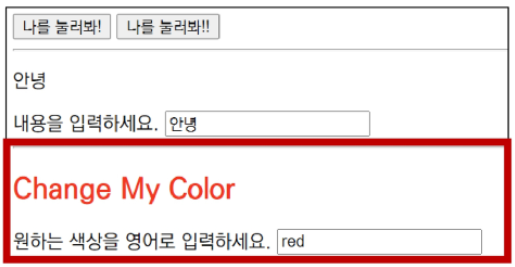 나를 눌러봐! 나를 눌러봐!!
안녕
내용을 입력하세요. 안녕
Change My Color
원하는 색상을 영어로 입력하세요. red